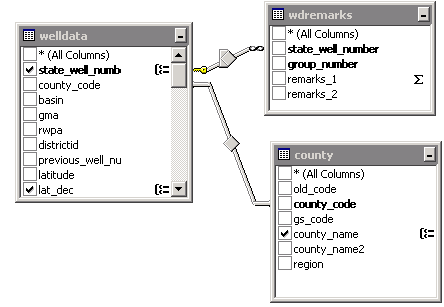 welldata
* (All Columns)
state_well_numb
county_code
basin
gma
rwpa
districtid
previous_well_nu
latitude
lat_dec
wdremarks
* (All Columns)
state_well_number
group_number
remarks_1 Σ
remarks_2
county
* (All Columns)
old_code
county_code
gs_code
county_name
county_name2
region